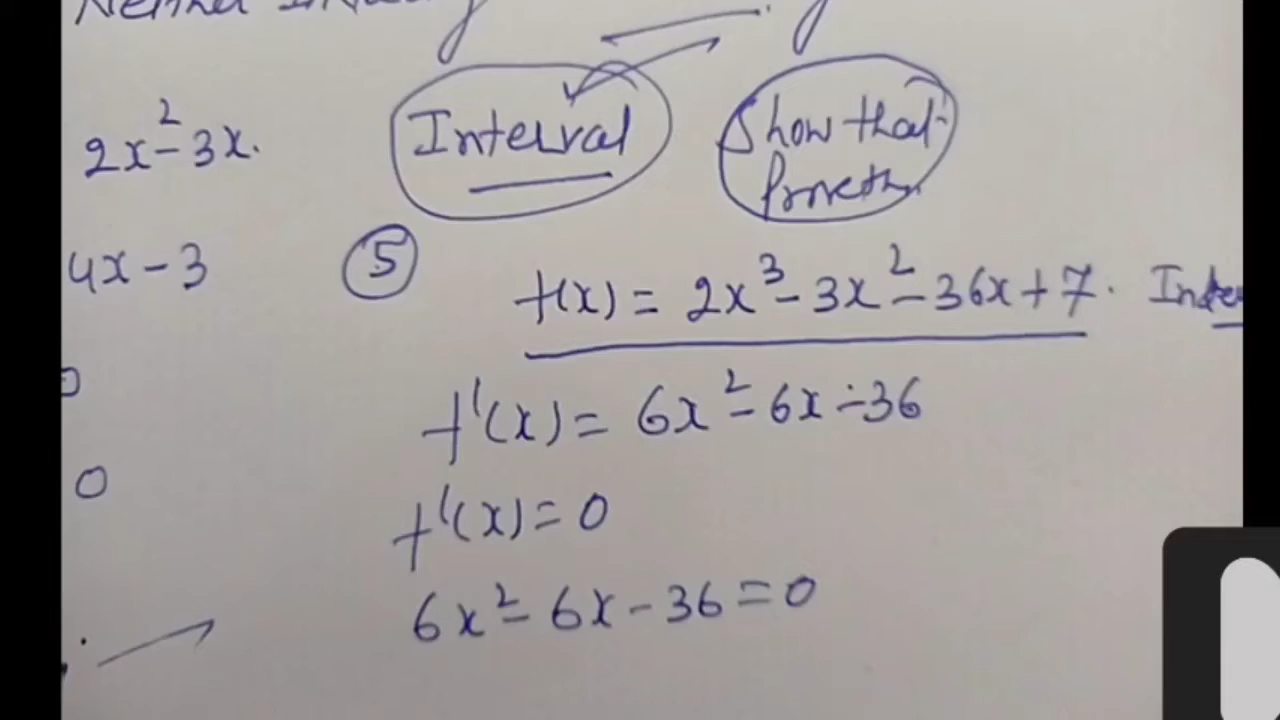 Neither
2x² - 3x.
4x - 3
0
0
Interval
Show that
⑤
f(x) = 2x³ - 3x² - 36x + 7. Inte
f'(x) = 6x² - 6x - 36
f'(x) = 0
6x² - 6x - 36 = 0